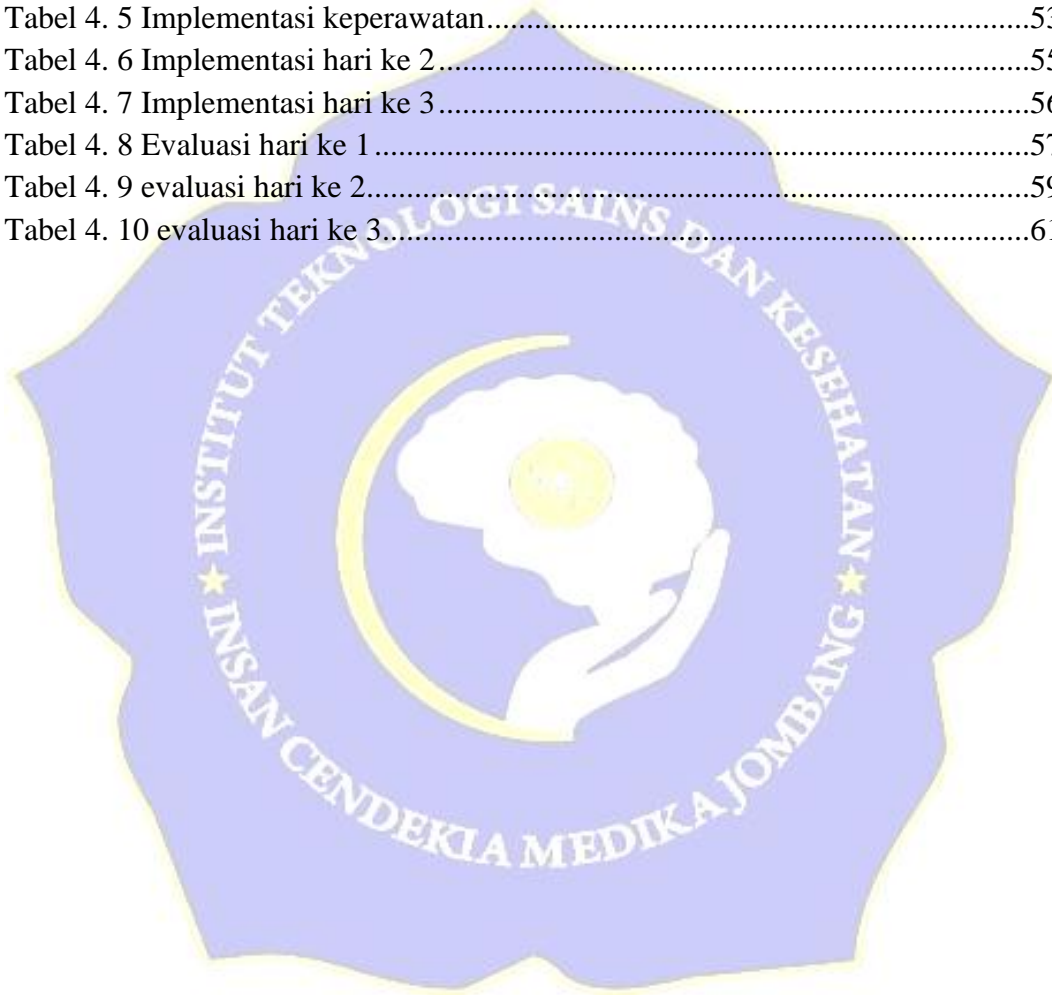 Tabel 4. 5 Implementasi keperawatan......................................................................53
Tabel 4. 6 Implementasi hari ke 2............................................................................55
Tabel 4. 7 Implementasi hari ke 3............................................................................56
Tabel 4. 8 Evaluasi hari ke 1....................................................................................57
Tabel 4. 9 evaluasi hari ke 2.....................................................................................59
Tabel 4. 10 evaluasi hari ke 3...................................................................................61
INSTITUT TEKNOLOGI SAINS DAN KESEHATAN
INSAN CENDEKIA MEDIKA JOMBANG